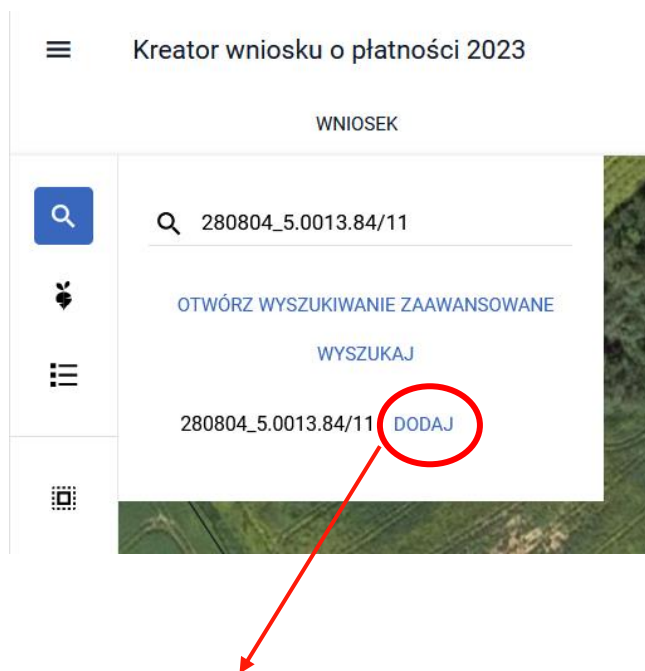 Kreator wniosku o płatności 2023
WNIOSEK
280804_5.0013.84/11
OTWÓRZ WYSZUKIWANIE ZAAWANSOWANE
WYSZUKAJ
280804_5.0013.84/11 DODAJ